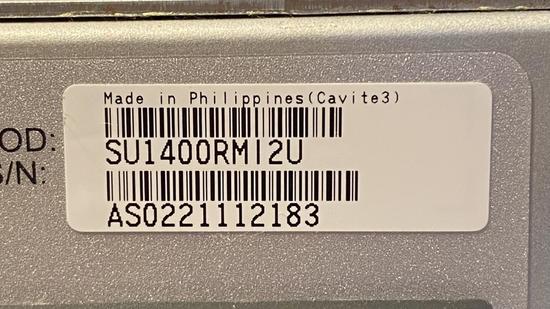 Made in Philippines(Cavite3)
OD:
SU1400RMI2U
S/N:
AS0221112183